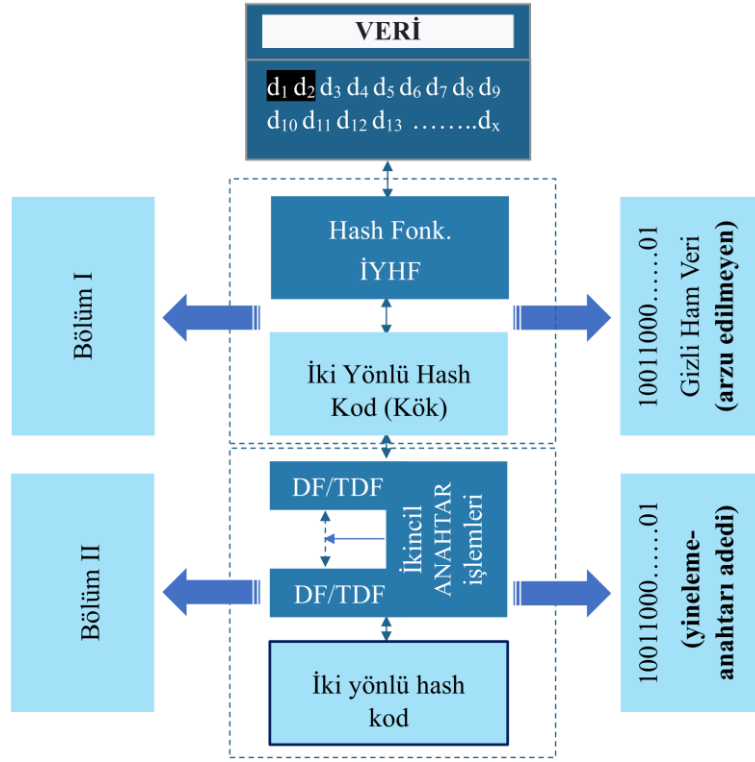 VERİ
d1 d2 d3 d4 d5 d6 d7 d8 d9
d10 d11 d12 d13 ……..dx
Bölüm I
Hash Fonk.
İYHF
İki Yönlü Hash
Kod (Kök)
10011000……01
Gizli Ham Veri
(arzu edilmeyen)
Bölüm II
DF/TDF
DF/TDF
İkincil
ANAHTAR
işlemleri
İki yönlü hash
kod
10011000……01
(yineleme-
anahtarı adedi)